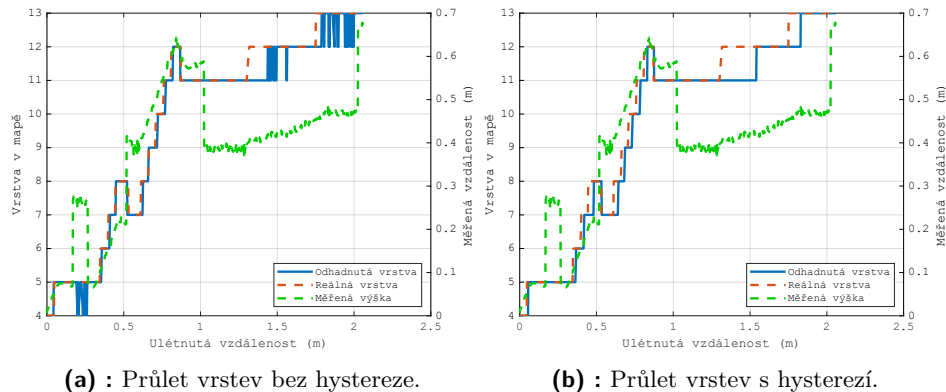 13
12
11
10
9
8
7
6
5
4
Vrstva v mapě
0.7
0.6
0.5
0.4
0.3
0.2
0.1
0
Měřená vzdálenost (m)
Odhadnutá vrstva
Reálná vrstva
Měřená výška
0 0.5 1 1.5 2 2.5
Ulétnutá vzdálenost (m)
(a) : Průlet vrstev bez hystereze.
13
12
11
10
9
8
7
6
5
4
Vrstva v mapě
0.7
0.6
0.5
0.4
0.3
0.2
0.1
0
Měřená vzdálenost (m)
Odhadnutá vrstva
Reálná vrstva
Měřená výška
0 0.5 1 1.5 2 2.5
Ulétnutá vzdálenost (m)
(b) : Průlet vrstev s hysterezí.